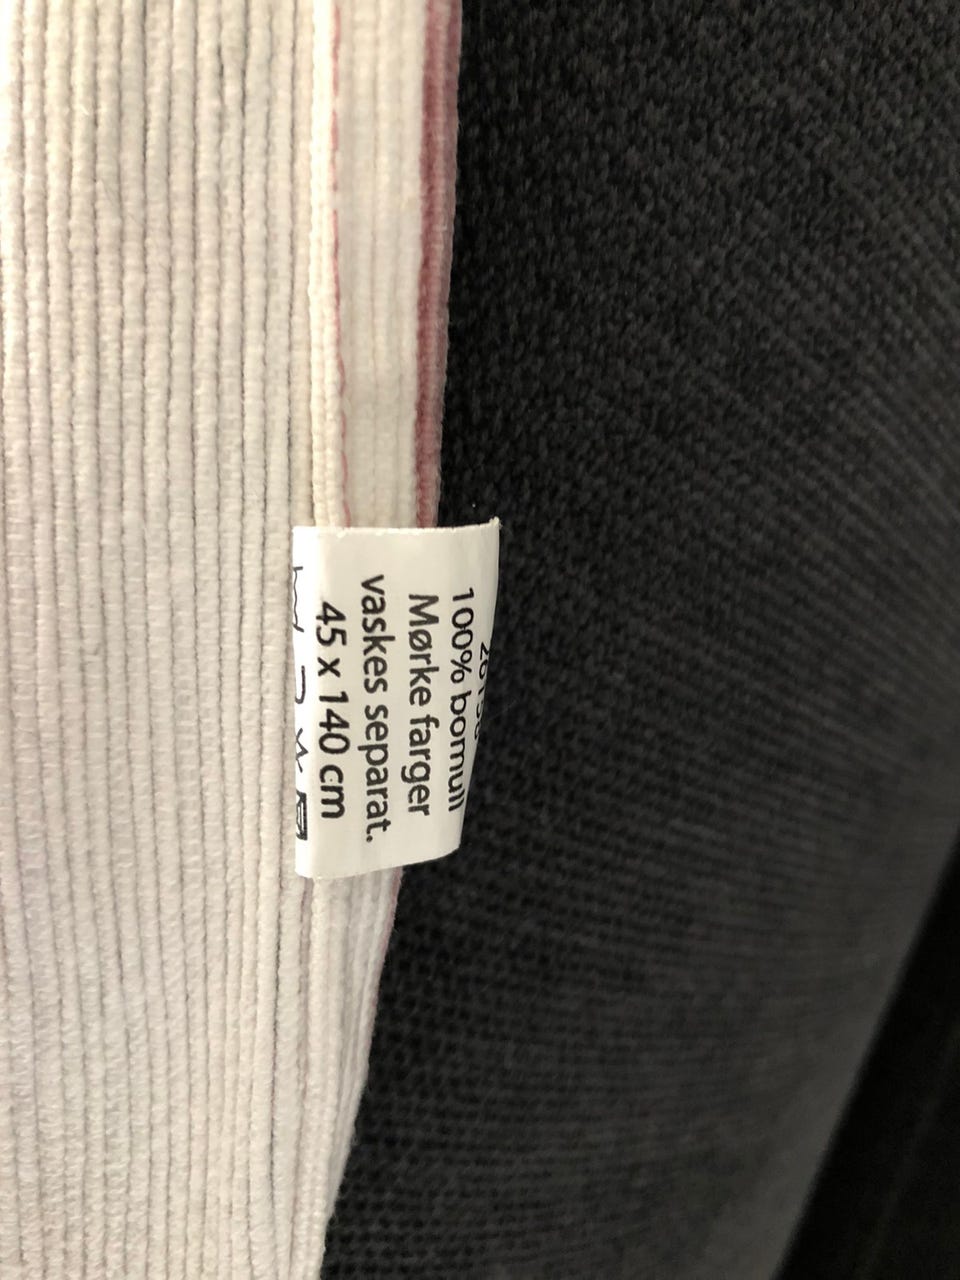 100% bomull
Mørke farger
vaskes separat.
45 x 140 cm